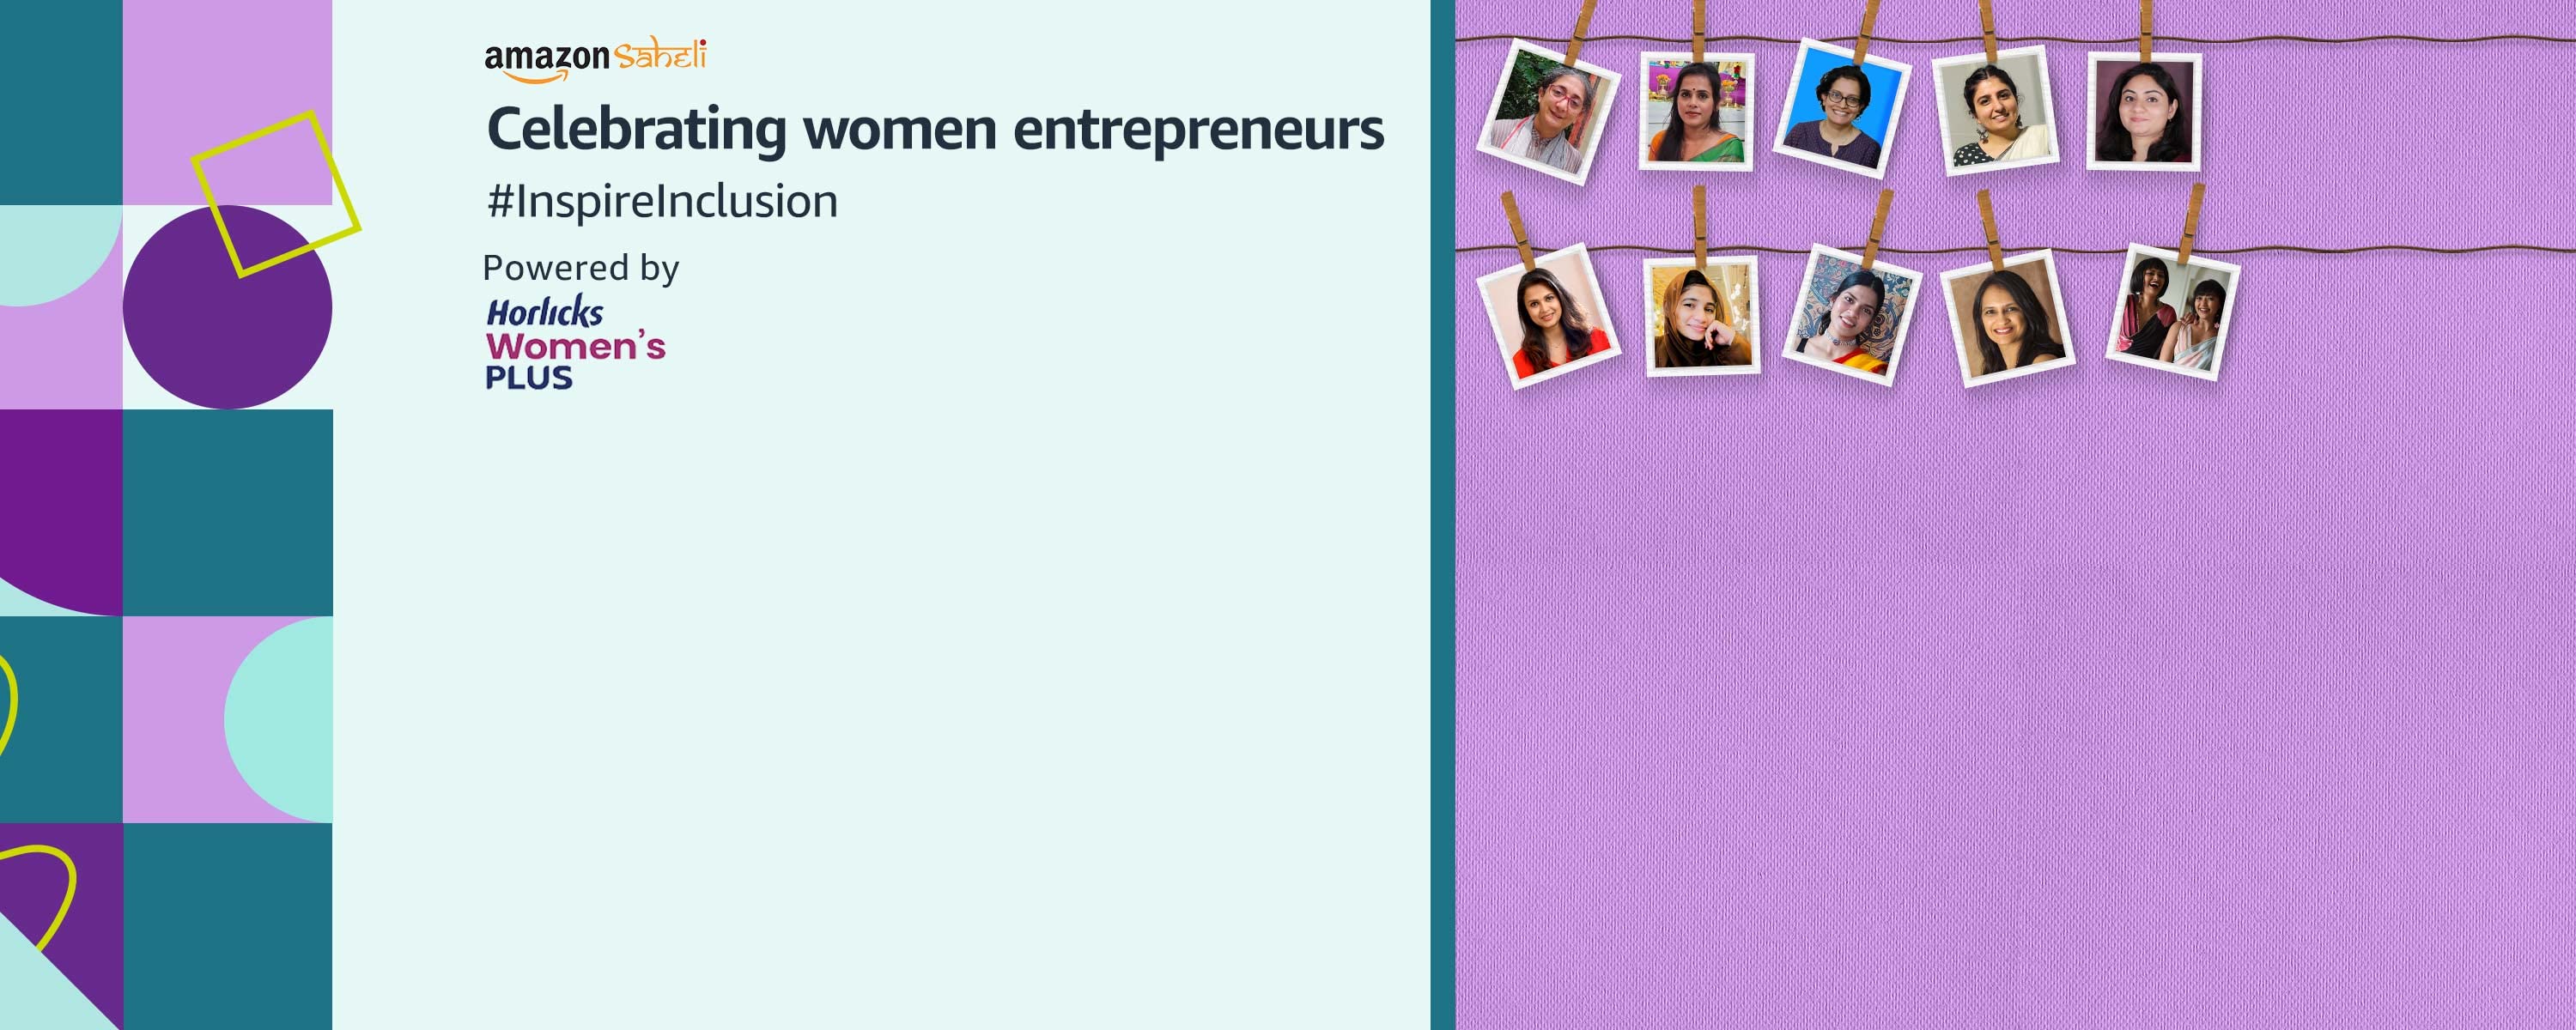 amazon Saheli
Celebrating women entrepreneurs
#InspireInclusion
Powered by
Horlicks
Women's
PLUS